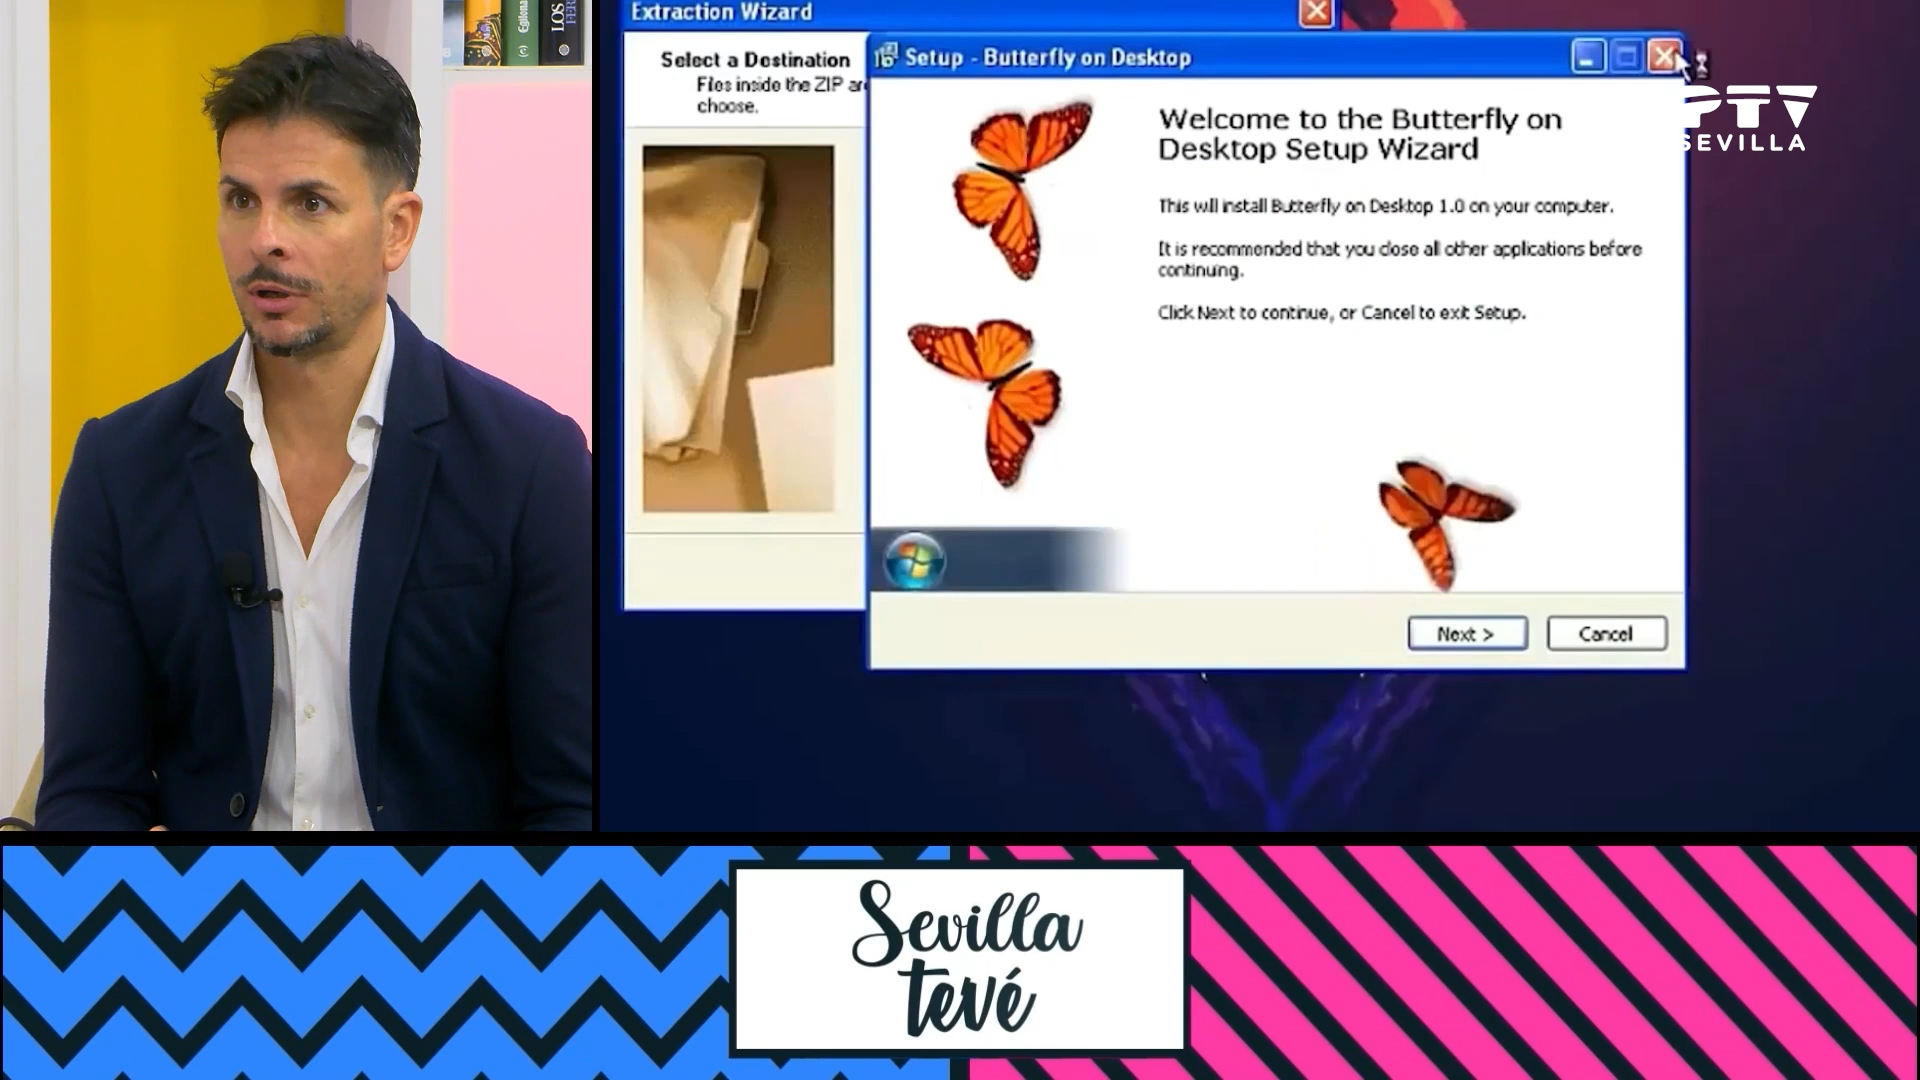 Egilona
LOS
Extraction Wizard
Select a Destination
Files inside the ZIP are
choose.
Setup - Butterfly on Desktop
Welcome to the Butterfly on
Desktop Setup Wizard
This will install Butterfly on Desktop 1.0 on your computer.
It is recommended that you close all other applications before
continuing.
Click Next to continue, or Cancel to exit Setup.
Next >
Cancel
PTV
SEVILLA
Sevilla
tevé